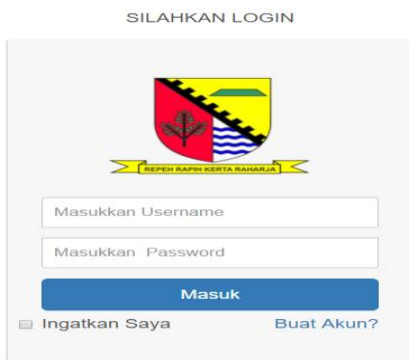 SILAHKAN LOGIN
REPEH RAPIH KERTA RAHARJA
Masukkan Username
Masukkan Password
Masuk
Ingatkan Saya Buat Akun?